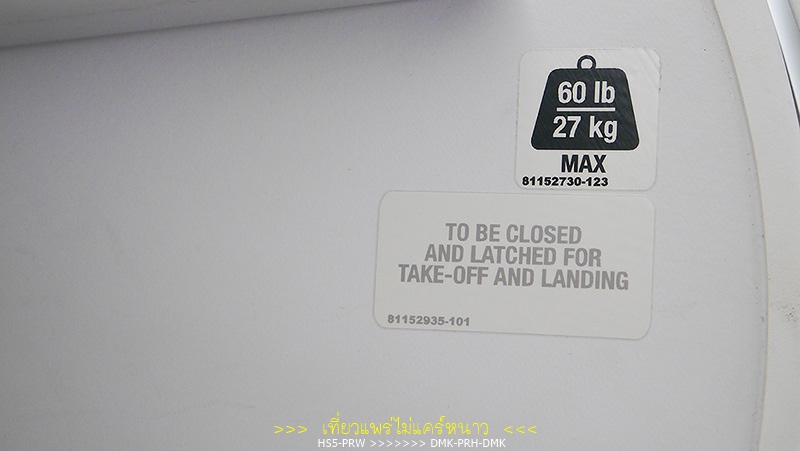 60 lb
27 kg
MAX
81152730-123
TO BE CLOSED
AND LATCHED FOR
TAKE-OFF AND LANDING
81152935-101
>>> เที่ยวแพร่ไม่แคร์หนาว <<<
HS5-PRW >>>>>>> DMK-PRH-DMK